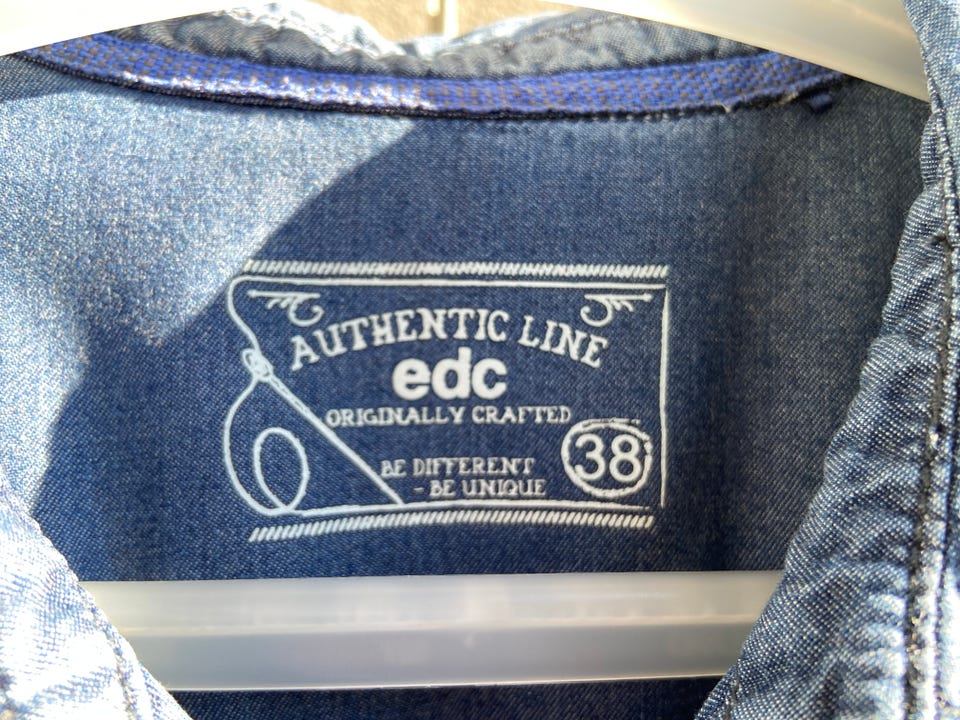 AUTHENTIC LINE
edc
ORIGINALLY CRAFTED
38
BE DIFFERENT
- BE UNIQUE